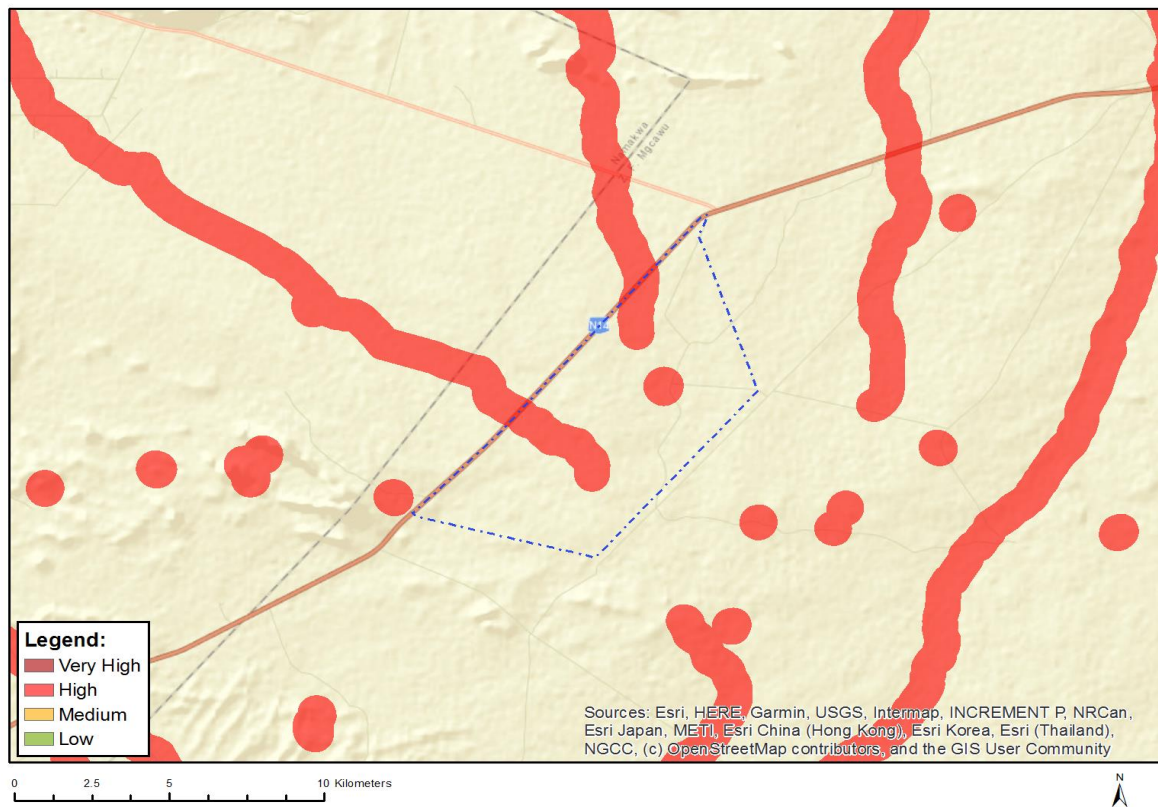 Namakwa
Mgcawu
N14
Legend:
Very High
High
Medium
Low
Sources: Esri, HERE, Garmin, USGS, Intermap, INCREMENT P, NRCan,
Esri Japan, METI, Esri China (Hong Kong), Esri Korea, Esri (Thailand),
NGCC, (c) OpenStreetMap contributors, and the GIS User Community
0 2.5 5 10 Kilometers
N